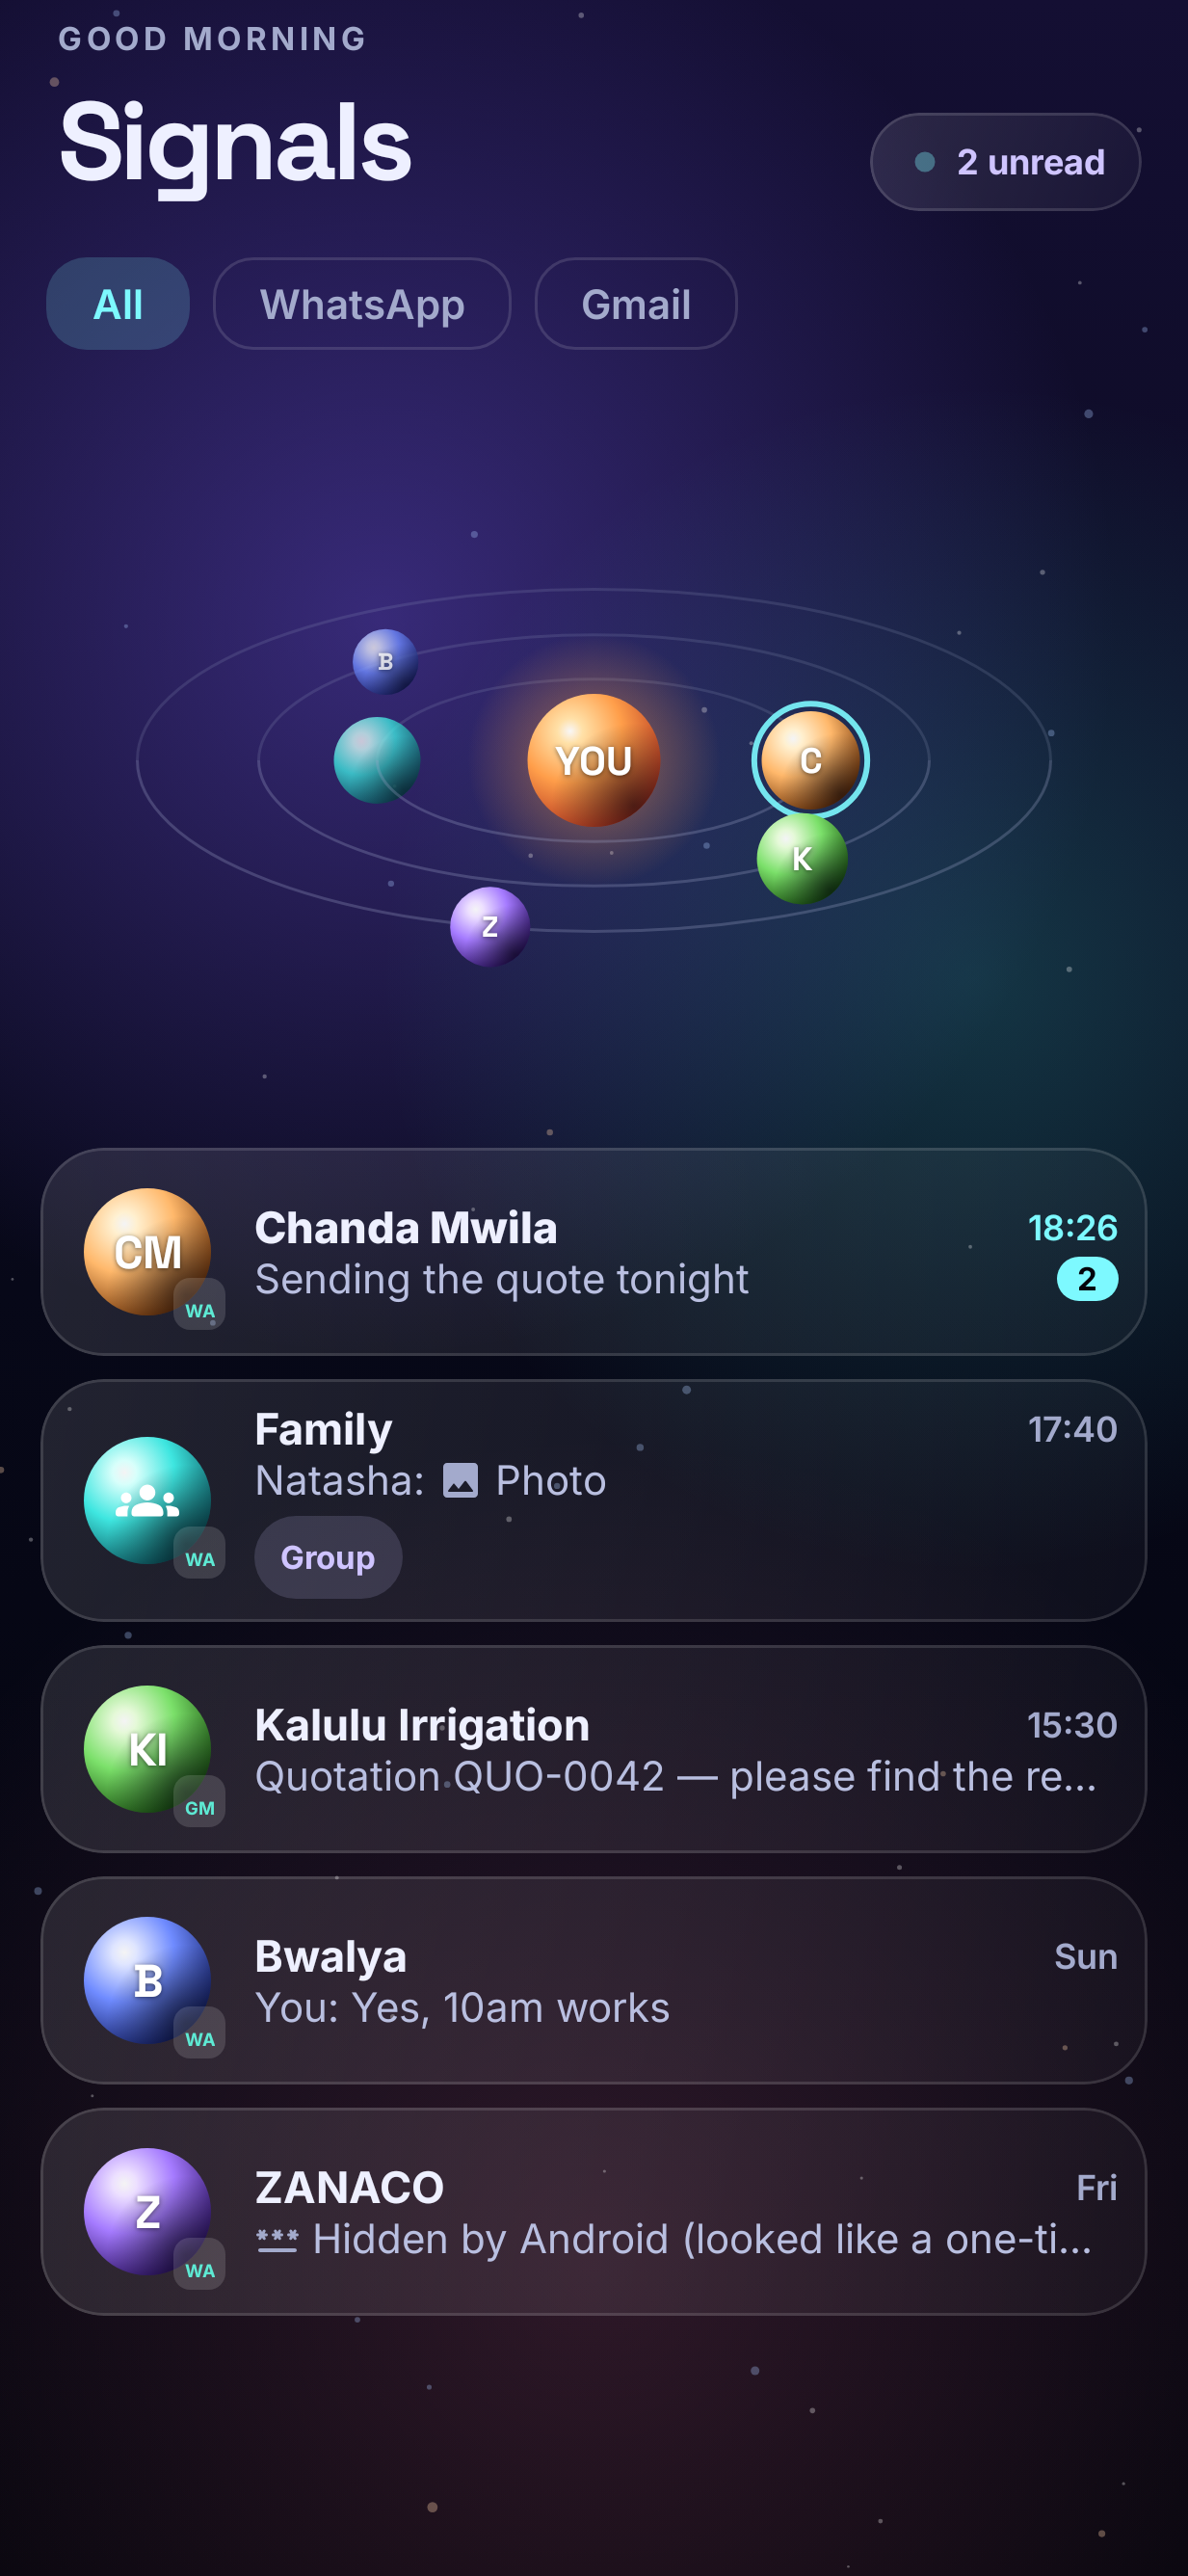 GOOD MORNING
Signals
2 unread
All
WhatsApp
Gmail
B
YOU
C
K
Z
CM
WA
Chanda Mwila
18:26
Sending the quote tonight
2
WA
Family
17:40
Natasha: Photo
Group
KI
GM
Kalulu Irrigation
15:30
Quotation QUO-0042 — please find the re...
B
WA
Bwalya
Sun
You: Yes, 10am works
Z
WA
ZANACO
Fri
*** Hidden by Android (looked like a one-ti...